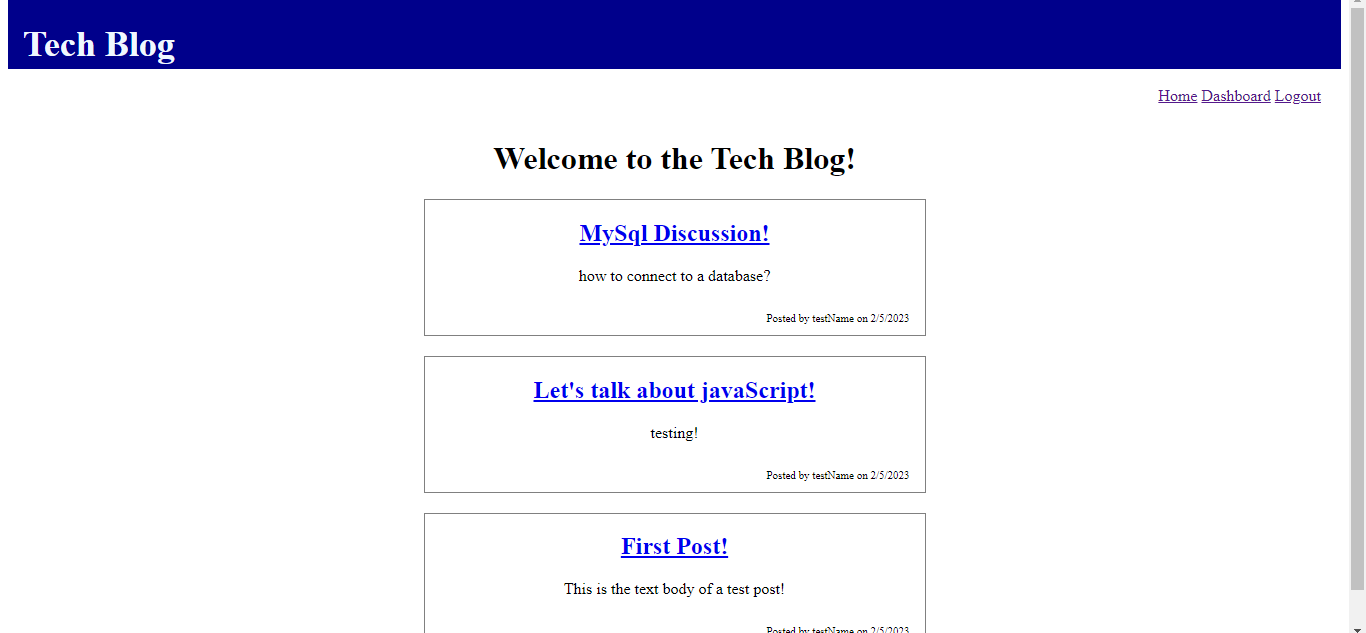 Tech Blog
Home Dashboard Logout
Welcome to the Tech Blog!
MySql Discussion!
how to connect to a database?
Posted by testName on 2/5/2023
Let's talk about javaScript!
testing!
Posted by testName on 2/5/2023
First Post!
This is the text body of a test post!
Posted by testName on 2/5/2023